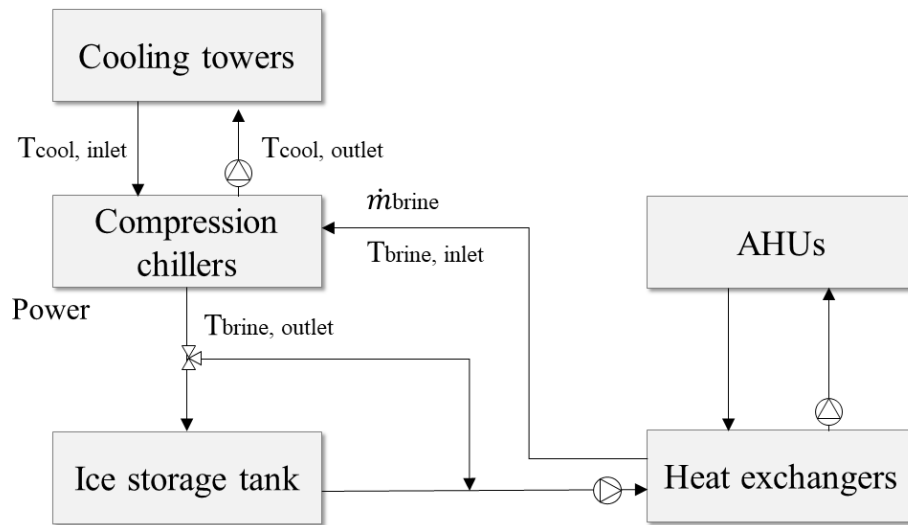 Cooling towers
Tcool, inlet
Tcool, outlet
Compression
chillers
ṁbrine
Tbrine, inlet
AHUs
Power
Tbrine, outlet
Ice storage tank
Heat exchangers